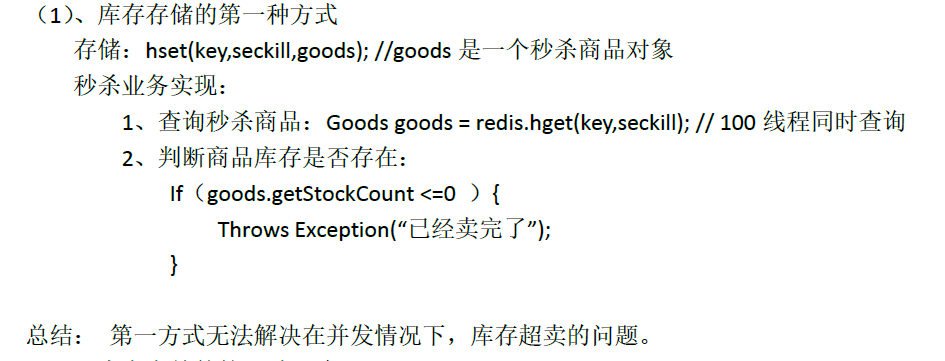 （1）、库存存储的第一种方式
存储：hset(key,seckill,goods); //goods 是一个秒杀商品对象
秒杀业务实现：
1、查询秒杀商品：Goods goods = redis.hget(key,seckill); // 100 线程同时查询
2、判断商品库存是否存在：
If（goods.getStockCount <=0 ）{
Throws Exception(“已经卖完了”);
}
总结： 第一方式无法解决在并发情况下，库存超卖的问题。